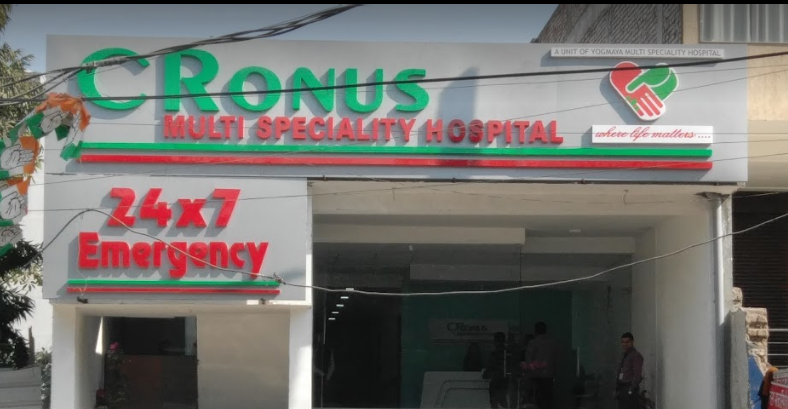 A UNIT OF YOGMAYA MULTI SPECIALITY HOSPITAL
CRONUS
MULTI SPECIALITY HOSPITAL
where life matters ....
24x7
Emergency
CRONUS